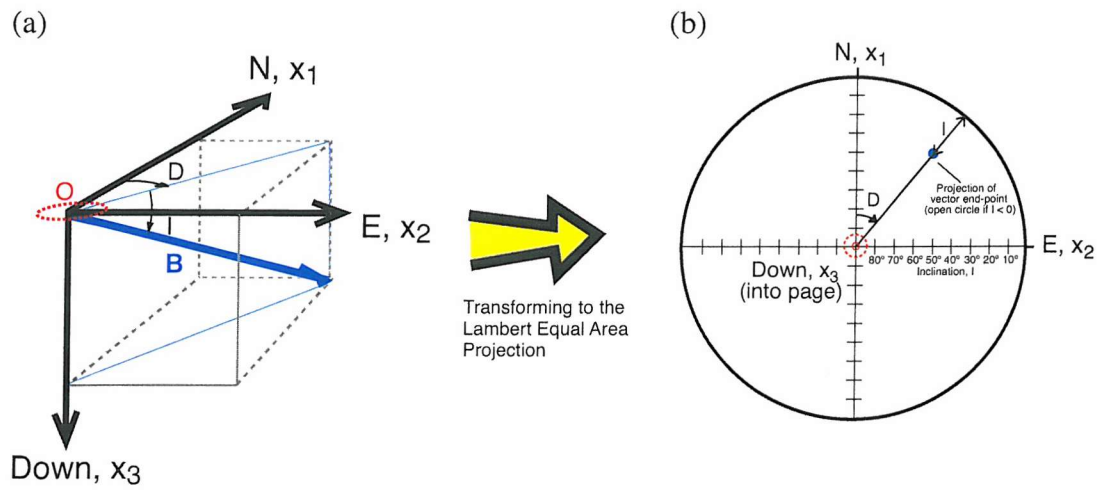 (a)
N, x1
O
D
I
E, x2
B
Down, x3
Transforming to the
Lambert Equal Area
Projection
(b)
N, x1
I
D
Projection of
vector end-point
(open circle if I < 0)
E, x2
80° 70° 60° 50° 40° 30° 20° 10°
Inclination, I
Down, x3
(into page)